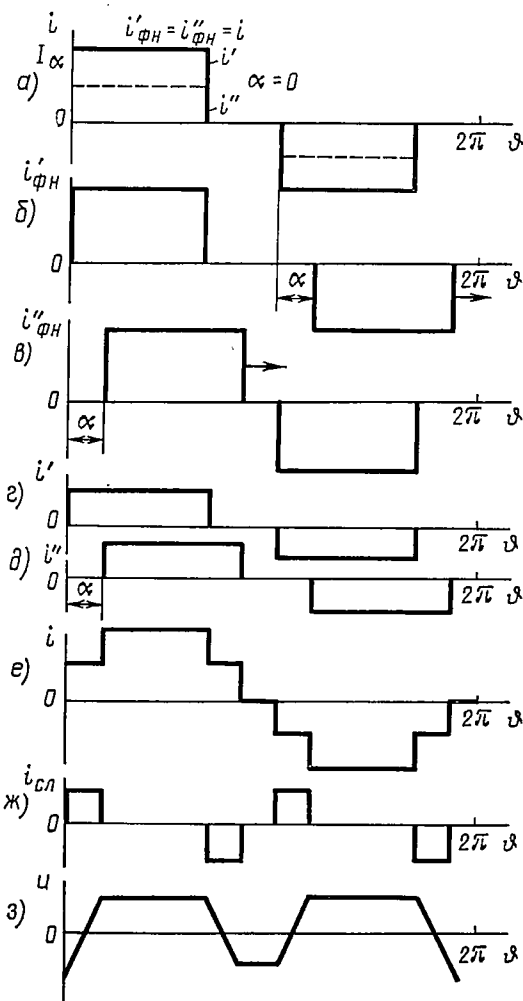 i
i'фн = i''фн = i
Iα
i'
а)
α = 0
i''
0
2π ϑ
i'фн
б)
α
0
2π ϑ
i''фн
в)
0
2π ϑ
α
i'
г)
0
2π ϑ
i''
д)
0
α
2π ϑ
i
е)
0
2π ϑ
iсл
ж)
0
2π ϑ
u
з)
0
2π ϑ